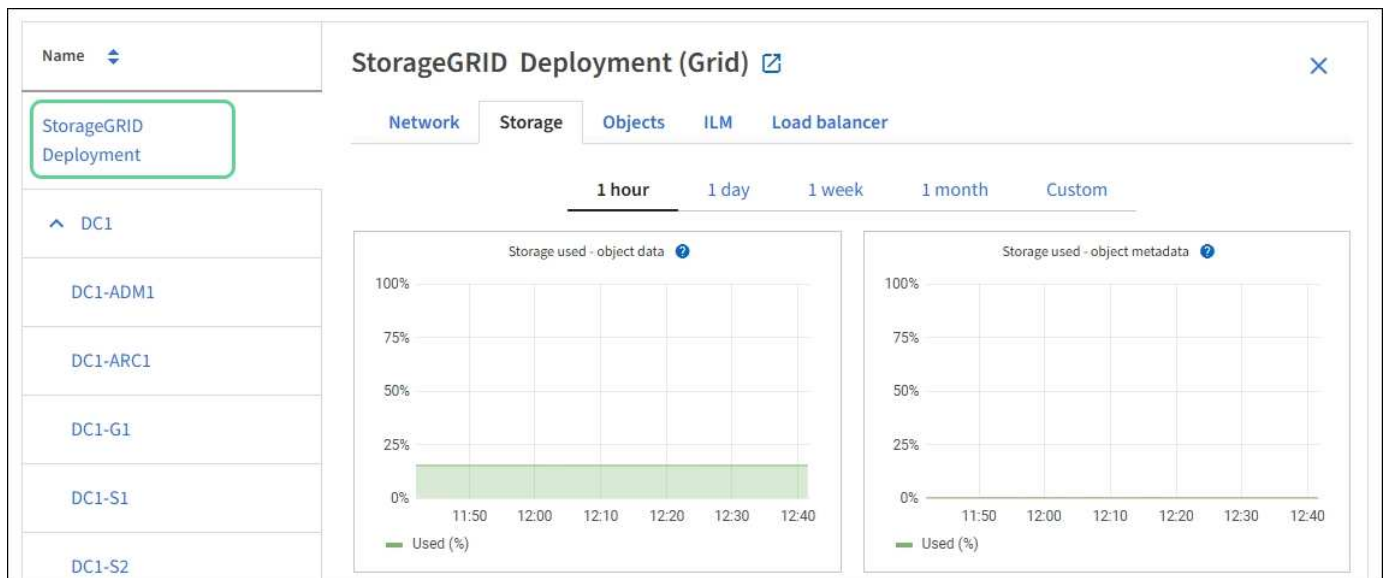 Name
StorageGRID
Deployment
DC1
DC1-ADM1
DC1-ARC1
DC1-G1
DC1-S1
DC1-S2
StorageGRID Deployment (Grid)
Network Storage Objects ILM Load balancer
1 hour 1 day 1 week 1 month Custom
Storage used - object data ?
100%
75%
50%
25%
0%
11:50 12:00 12:10 12:20 12:30 12:40
Used (%)
Storage used - object metadata ?
100%
75%
50%
25%
0%
11:50 12:00 12:10 12:20 12:30 12:40
Used (%)